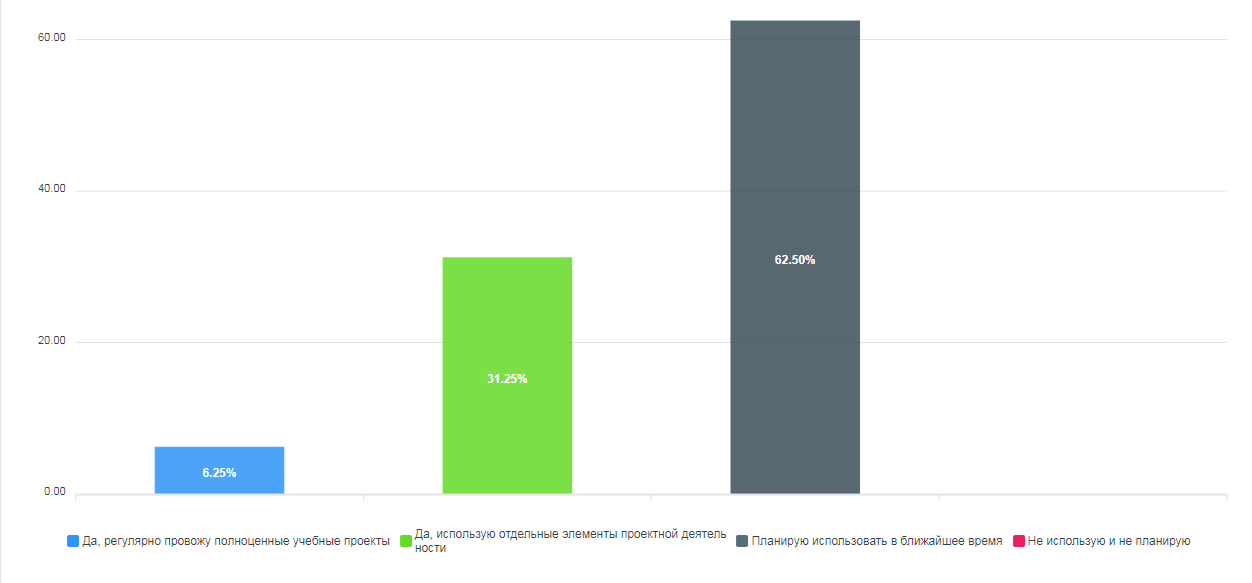 60.00
40.00
20.00
0.00
6.25%
31.25%
62.50%
Да, регулярно провожу полноценные учебные проекты
Да, использую отдельные элементы проектной деятель
ности
Планирую использовать в ближайшее время
Не использую и не планирую